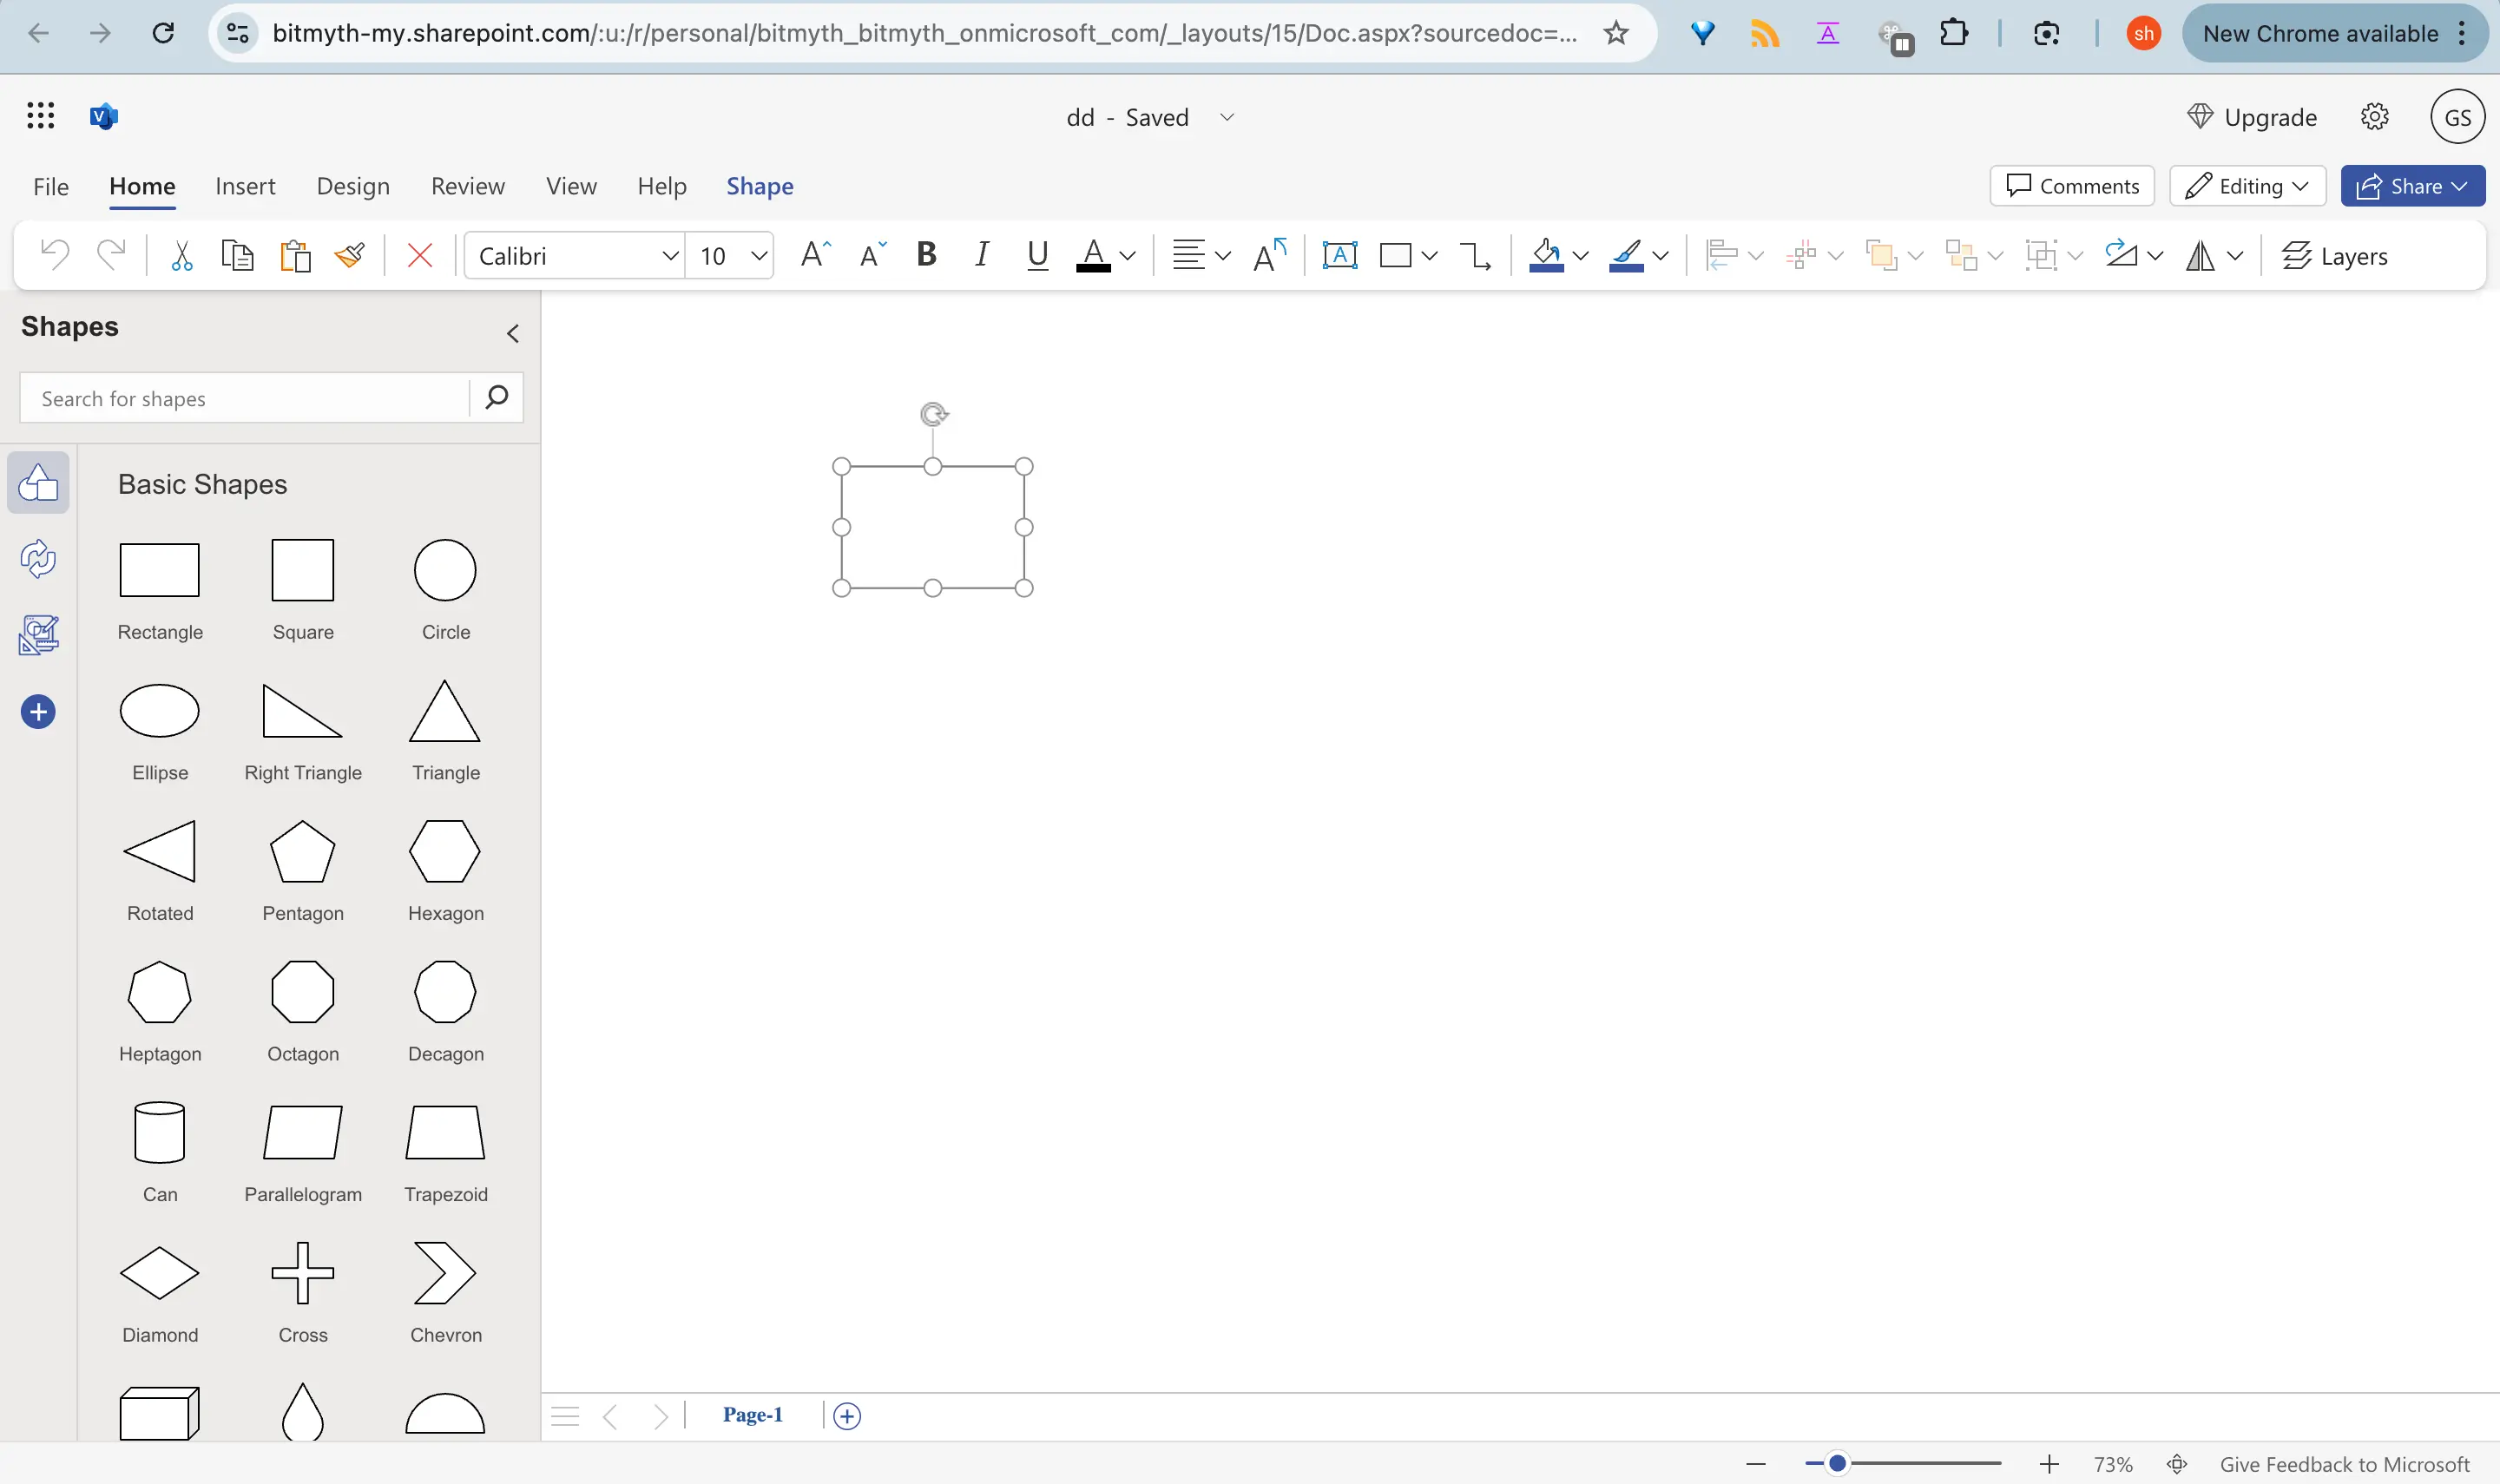 bitmyth-my.sharepoint.com/:u:/r/personal/bitmyth_bitmyth_onmicrosoft_com/_layouts/15/Doc.aspx?sourcedoc=...
A
sh
New Chrome available
V
dd - Saved
Upgrade
GS
File Home Insert Design Review View Help Shape
Comments
Editing
Share
Calibri
10
A A B I U A
A
A
Layers
Shapes
Search for shapes
Basic Shapes
Rectangle Square Circle
Ellipse Right Triangle Triangle
Rotated Pentagon Hexagon
Heptagon Octagon Decagon
Can Parallelogram Trapezoid
Diamond Cross Chevron
Page-1
73%
Give Feedback to Microsoft